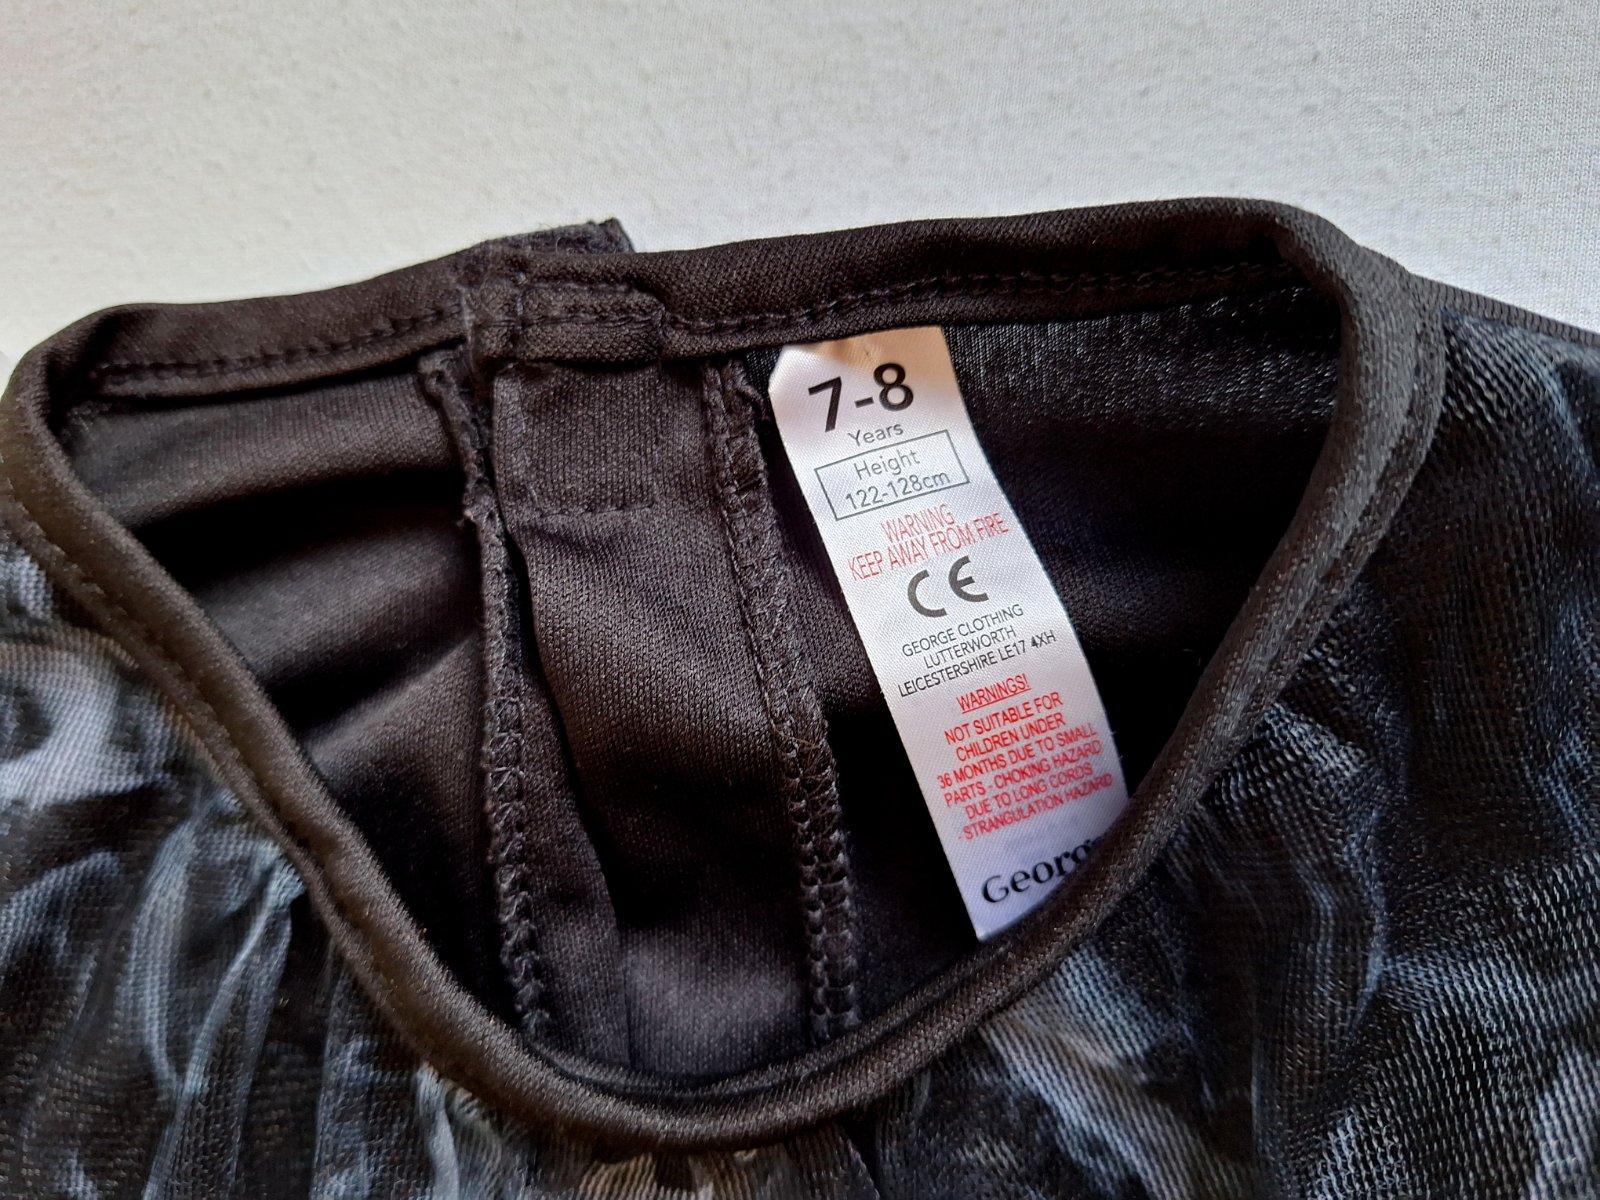 7-8
Years
Height
122-128cm
WARNING
KEEP AWAY FROM FIRE
CE
GEORGE CLOTHING
LUTTERWORTH
LEICESTERSHIRE LE17 4XH
WARNINGS!
NOT SUITABLE FOR
CHILDREN UNDER
36 MONTHS DUE TO SMALL
PARTS - CHOKING HAZARD
DUE TO LONG CORDS
- STRANGULATION HAZARD
George